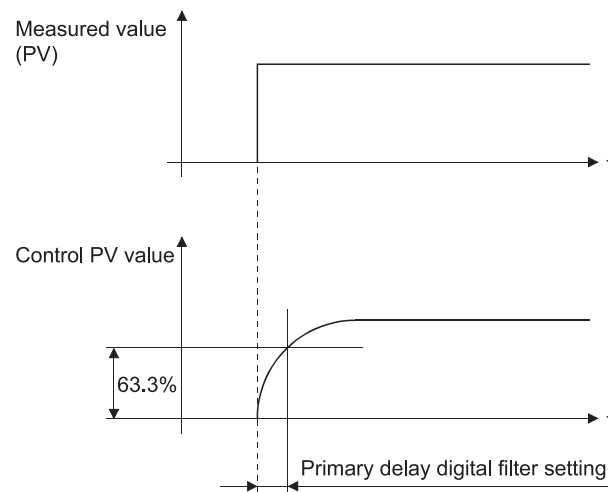 Measured value
(PV)
Control PV value
63.3%
Primary delay digital filter setting